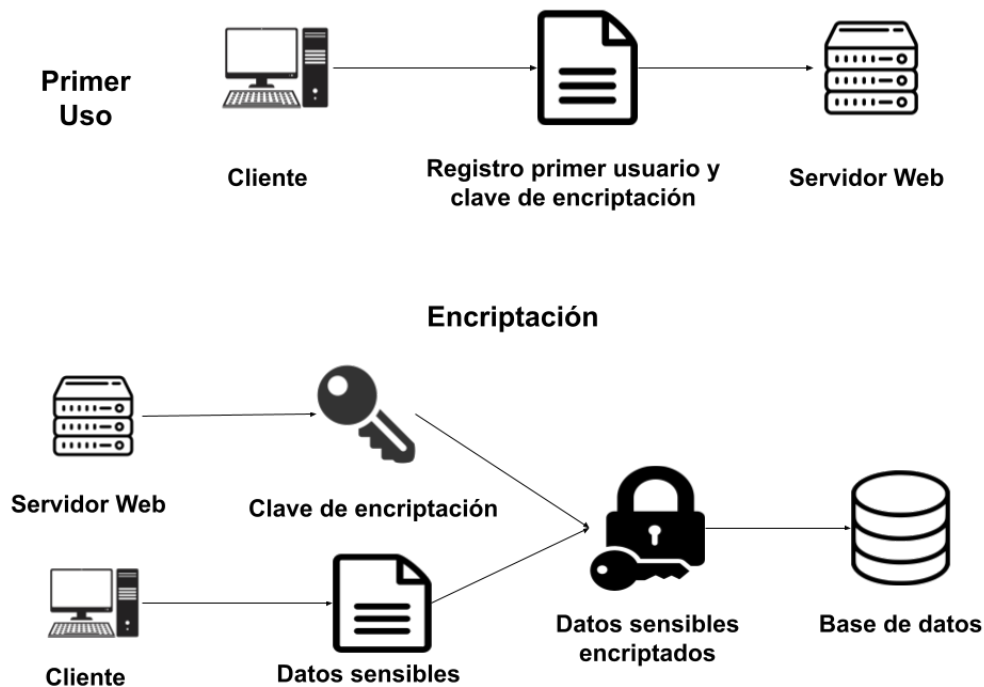 Primer
Uso
Cliente
Registro primer usuario y
clave de encriptación
Servidor Web
Encriptación
Servidor Web
Clave de encriptación
Cliente
Datos sensibles
Datos sensibles
encriptados
Base de datos